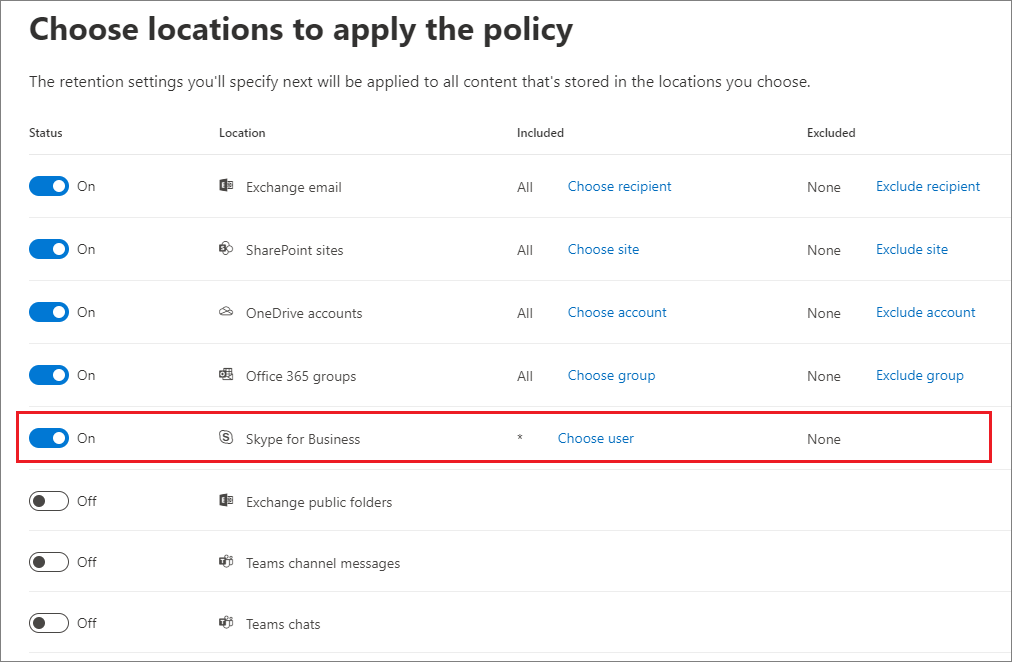 Choose locations to apply the policy
The retention settings you'll specify next will be applied to all content that's stored in the locations you choose.
Status Location Included Excluded
On Exchange email All Choose recipient None Exclude recipient
On SharePoint sites All Choose site None Exclude site
On OneDrive accounts All Choose account None Exclude account
On Office 365 groups All Choose group None Exclude group
On Skype for Business * Choose user None
Off Exchange public folders
Off Teams channel messages
Off Teams chats